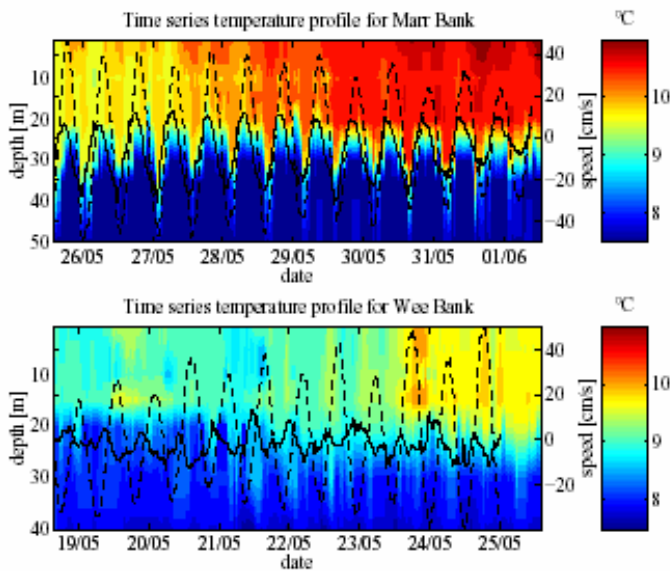 Time series temperature profile for Marr Bank
°C
10
20
30
40
50
depth [m]
40
20
0
−20
−40
speed [cm/s]
10
9
8
26/05 27/05 28/05 29/05 30/05 31/05 01/06
date
Time series temperature profile for Wee Bank
°C
10
20
30
40
depth [m]
40
20
0
−20
speed [cm/s]
10
9
8
19/05 20/05 21/05 22/05 23/05 24/05 25/05
date